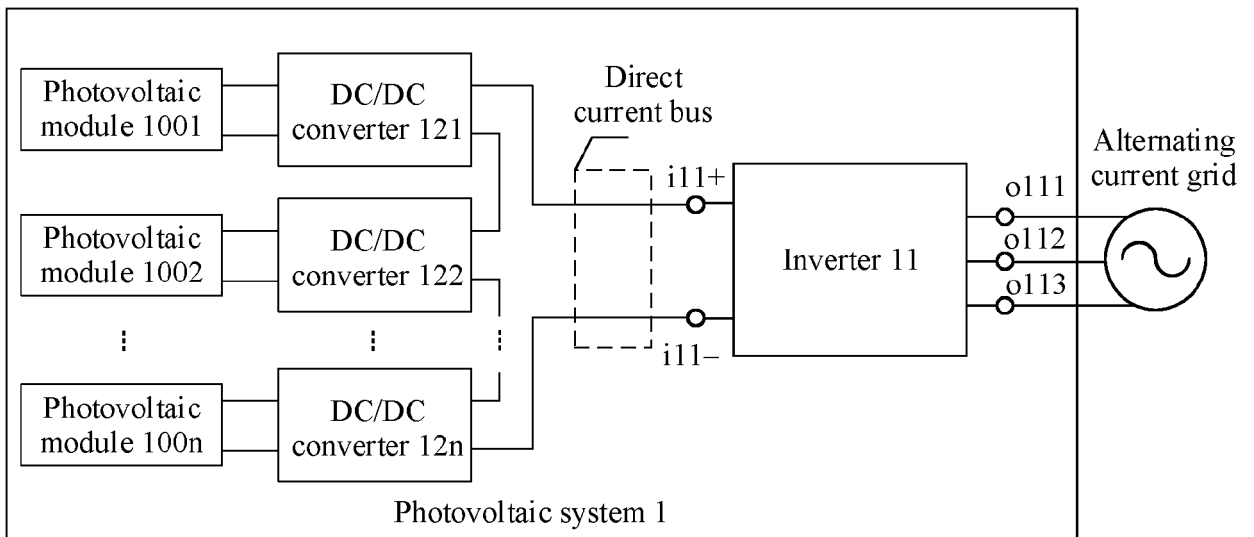 Photovoltaic
module 1001
DC/DC
converter 121
Direct
current bus
i11+
Alternating
current grid
o111
o112
o113
Photovoltaic
module 1002
DC/DC
converter 122
Inverter 11
i11–
Photovoltaic
module 100n
DC/DC
converter 12n
Photovoltaic system 1